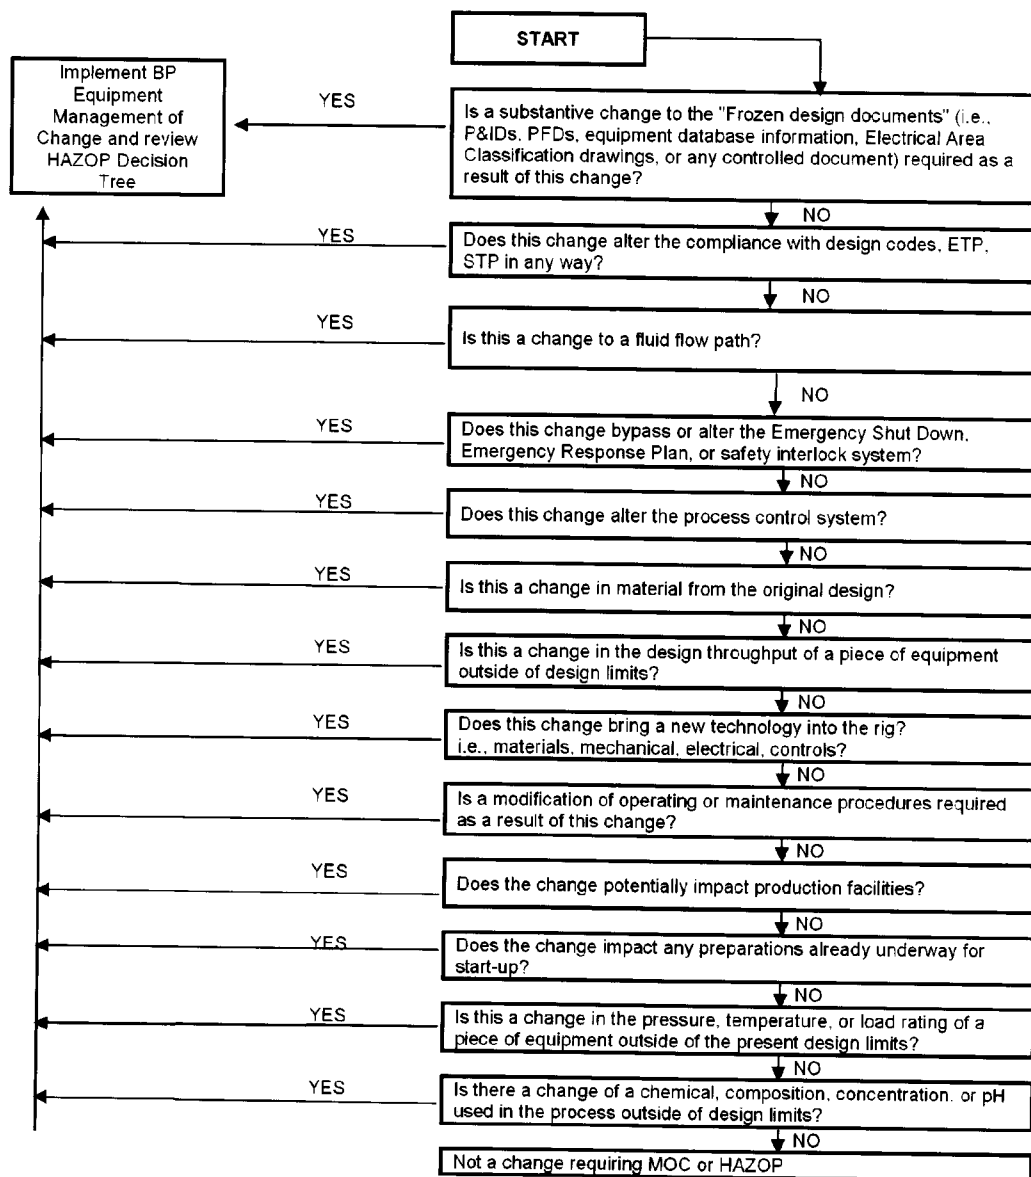 START
Implement BP
Equipment
Management of
Change and review
HAZOP Decision
Tree
YES
Is a substantive change to the "Frozen design documents" (i.e.,
P&IDs, PFDs, equipment database information, Electrical Area
Classification drawings, or any controlled document) required as a
result of this change?
NO
YES
Does this change alter the compliance with design codes, ETP,
STP in any way?
NO
YES
Is this a change to a fluid flow path?
NO
YES
Does this change bypass or alter the Emergency Shut Down,
Emergency Response Plan, or safety interlock system?
NO
YES
Does this change alter the process control system?
NO
YES
Is this a change in material from the original design?
NO
YES
Is this a change in the design throughput of a piece of equipment
outside of design limits?
NO
YES
Does this change bring a new technology into the rig?
i.e., materials, mechanical, electrical, controls?
NO
YES
Is a modification of operating or maintenance procedures required
as a result of this change?
NO
YES
Does the change potentially impact production facilities?
NO
YES
Does the change impact any preparations already underway for
start-up?
NO
YES
Is this a change in the pressure, temperature, or load rating of a
piece of equipment outside of the present design limits?
NO
YES
Is there a change of a chemical, composition, concentration, or pH
used in the process outside of design limits?
NO
Not a change requiring MOC or HAZOP